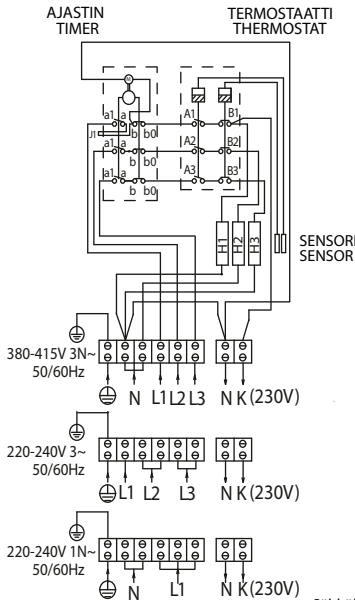 AJASTIN
TIMER
TERMOSTAATTI
THERMOSTAT
M
a1 a b b0
J1
A1 B1
a1 a b b0
A2 B2
a1 a b b0
A3 B3
H1 H2 H3
SENSOR
380-415V 3N~
50/60Hz
N L1 L2 L3 N K (230V)
220-240V 3~
50/60Hz
L1 L2 L3 N K (230V)
220-240V 1N~
50/60Hz
N L1 N K (230V)